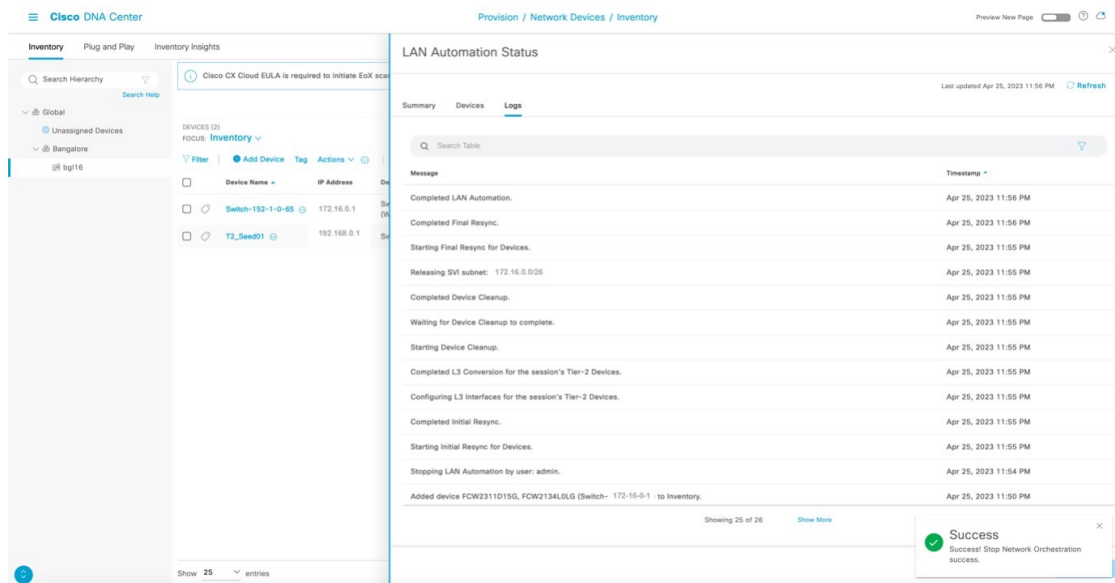 Cisco DNA Center
Provision / Network Devices / Inventory
Preview New Page
Inventory Plug and Play Inventory Insights
Search Hierarchy
Search Help
Global
Unassigned Devices
Bangalore
bgl16
Cisco CX Cloud EULA is required to initiate EoX scan
DEVICES (2)
FOCUS: Inventory
Filter Add Device Tag Actions
Device Name IP Address De
Switch-152-1-0-65 172.16.0.1
T2_Seed01 192.168.0.1
Show 25 entries
LAN Automation Status
Last updated Apr 25, 2023 11:56 PM Refresh
Summary Devices Logs
Search Table
Message Timestamp
Completed LAN Automation. Apr 25, 2023 11:56 PM
Completed Final Resync. Apr 25, 2023 11:56 PM
Starting Final Resync for Devices. Apr 25, 2023 11:55 PM
Releasing SVI subnet: 172.16.0.0/26 Apr 25, 2023 11:55 PM
Completed Device Cleanup. Apr 25, 2023 11:55 PM
Waiting for Device Cleanup to complete. Apr 25, 2023 11:55 PM
Starting Device Cleanup. Apr 25, 2023 11:55 PM
Completed L3 Conversion for the session's Tier-2 Devices. Apr 25, 2023 11:55 PM
Configuring L3 Interfaces for the session's Tier-2 Devices. Apr 25, 2023 11:55 PM
Completed Initial Resync. Apr 25, 2023 11:55 PM
Starting Initial Resync for Devices. Apr 25, 2023 11:55 PM
Stopping LAN Automation by user: admin. Apr 25, 2023 11:54 PM
Added device FCW2311D15G, FCW2134L0LG (Switch- 172-16-0-1 to Inventory. Apr 25, 2023 11:50 PM
Showing 25 of 26 Show More
Success
Success! Stop Network Orchestration
success.